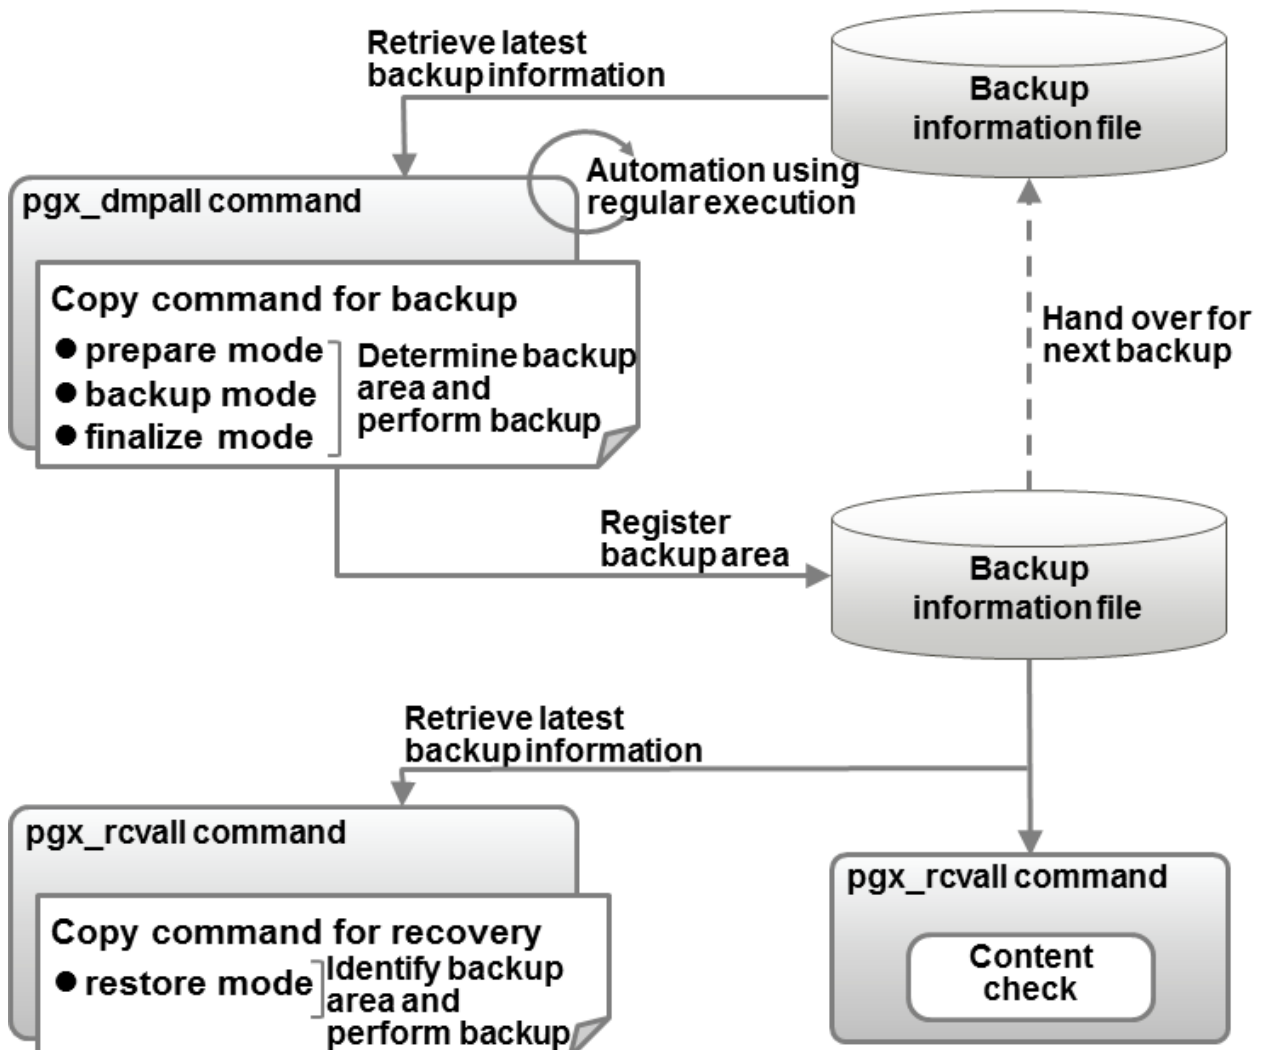 Retrieve latest
backup information
Backup
information file
Automation using
regular execution
pgx_dmpall command
Copy command for backup
● prepare mode
● backup mode
● finalize mode
Determine backup
area and
perform backup
Hand over for
next backup
Register
backup area
Backup
information file
Retrieve latest
backup information
pgx_rcvall command
Copy command for recovery
● restore mode
Identify backup
area and
perform backup
pgx_rcvall command
Content
check